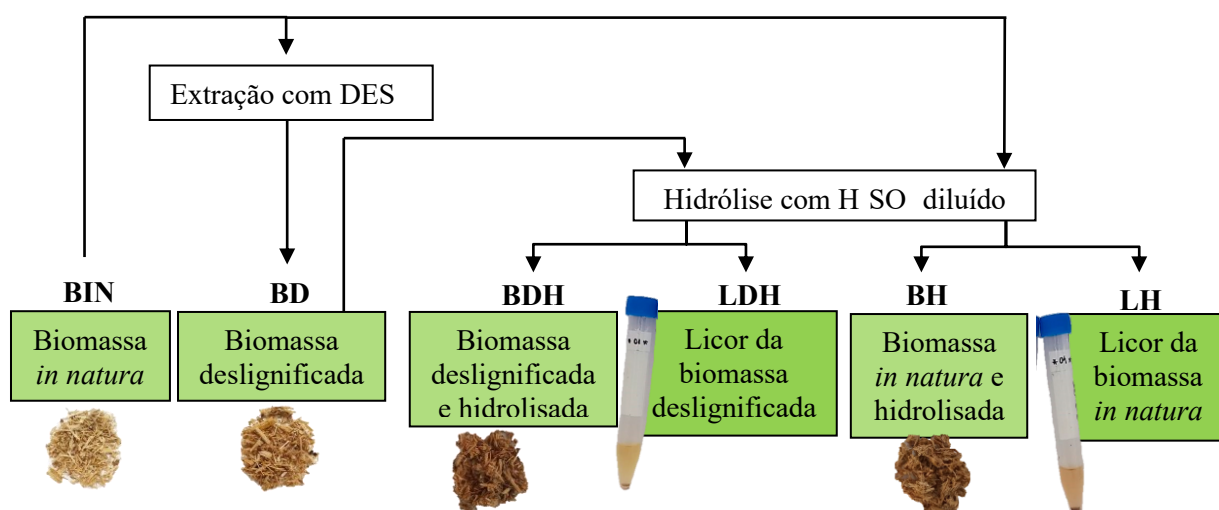 Extração com DES
Hidrólise com H SO diluído
BIN
BD
BDH
LDH
BH
LH
Biomassa
in natura
Biomassa
deslignificada
Biomassa
deslignificada
e hidrolisada
Licor da
biomassa
deslignificada
Biomassa
in natura e
hidrolisada
Licor da
biomassa
in natura